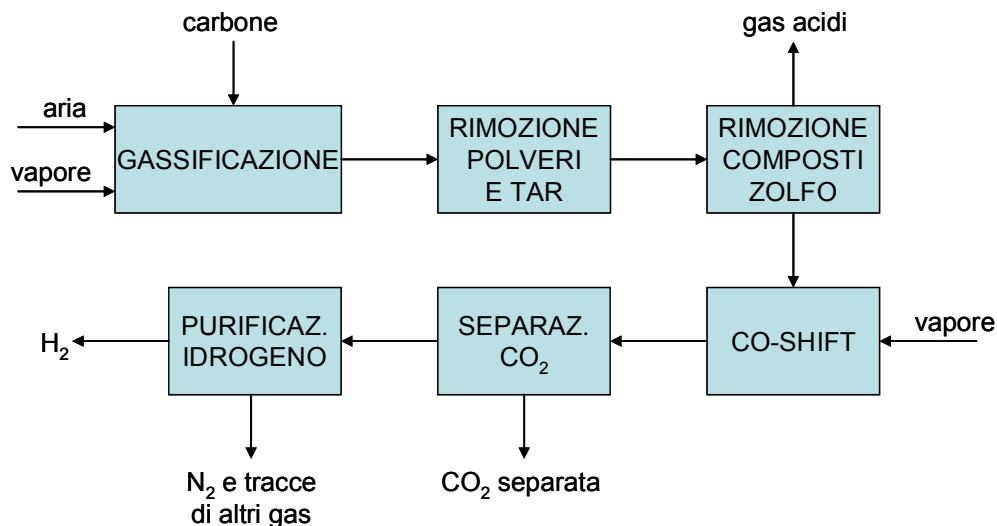 carbone
gas acidi
aria
vapore
GASSIFICAZIONE
RIMOZIONE
POLVERI
E TAR
RIMOZIONE
COMPOSTI
ZOLFO
H₂
PURIFICAZ.
IDROGENO
SEPARAZ.
CO₂
CO-SHIFT
vapore
N₂ e tracce
di altri gas
CO₂ separata